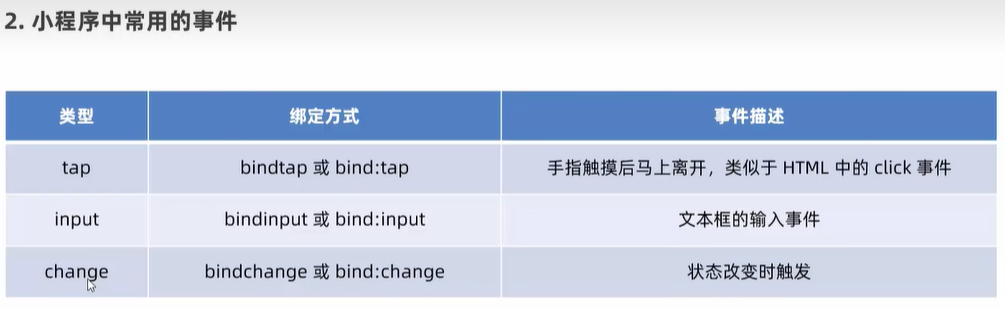 2. 小程序中常用的事件
类型 绑定方式 事件描述
tap bindtap 或 bind:tap 手指触摸后马上离开，类似于 HTML 中的 click 事件
input bindinput 或 bind:input 文本框的输入事件
change bindchange 或 bind:change 状态改变时触发